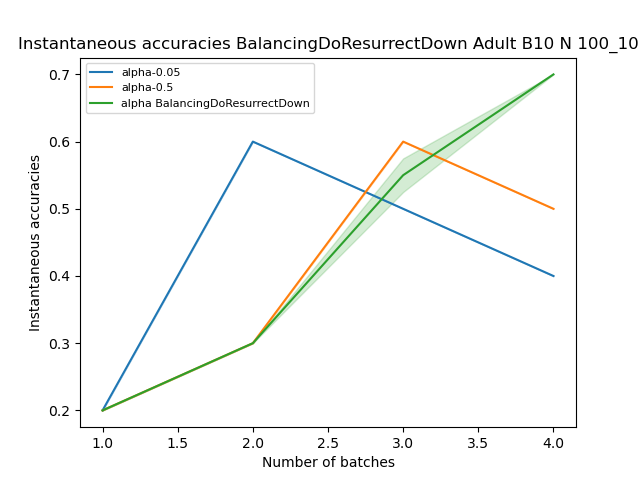 Instantaneous accuracies BalancingDoResurrectDown Adult B10 N 100_10
alpha-0.05
alpha-0.5
alpha BalancingDoResurrectDown
Instantaneous accuracies
0.7
0.6
0.5
0.4
0.3
0.2
1.0 1.5 2.0 2.5 3.0 3.5 4.0
Number of batches